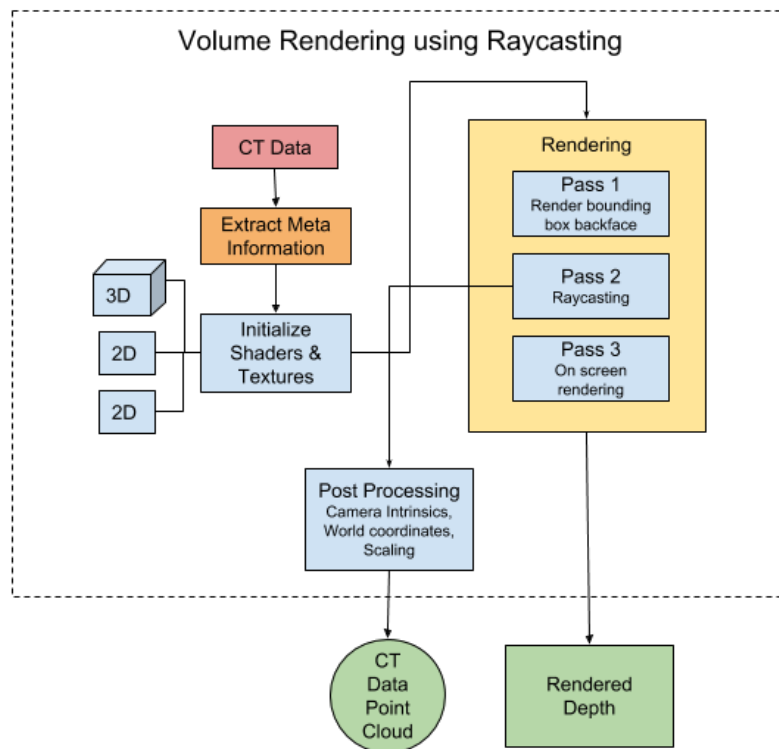 Volume Rendering using Raycasting
CT Data
Extract Meta
Information
3D
2D
2D
Initialize
Shaders &
Textures
Rendering
Pass 1
Render bounding
box backface
Pass 2
Raycasting
Pass 3
On screen
rendering
Post Processing
Camera Intrinsics,
World coordinates,
Scaling
CT
Data
Point
Cloud
Rendered
Depth